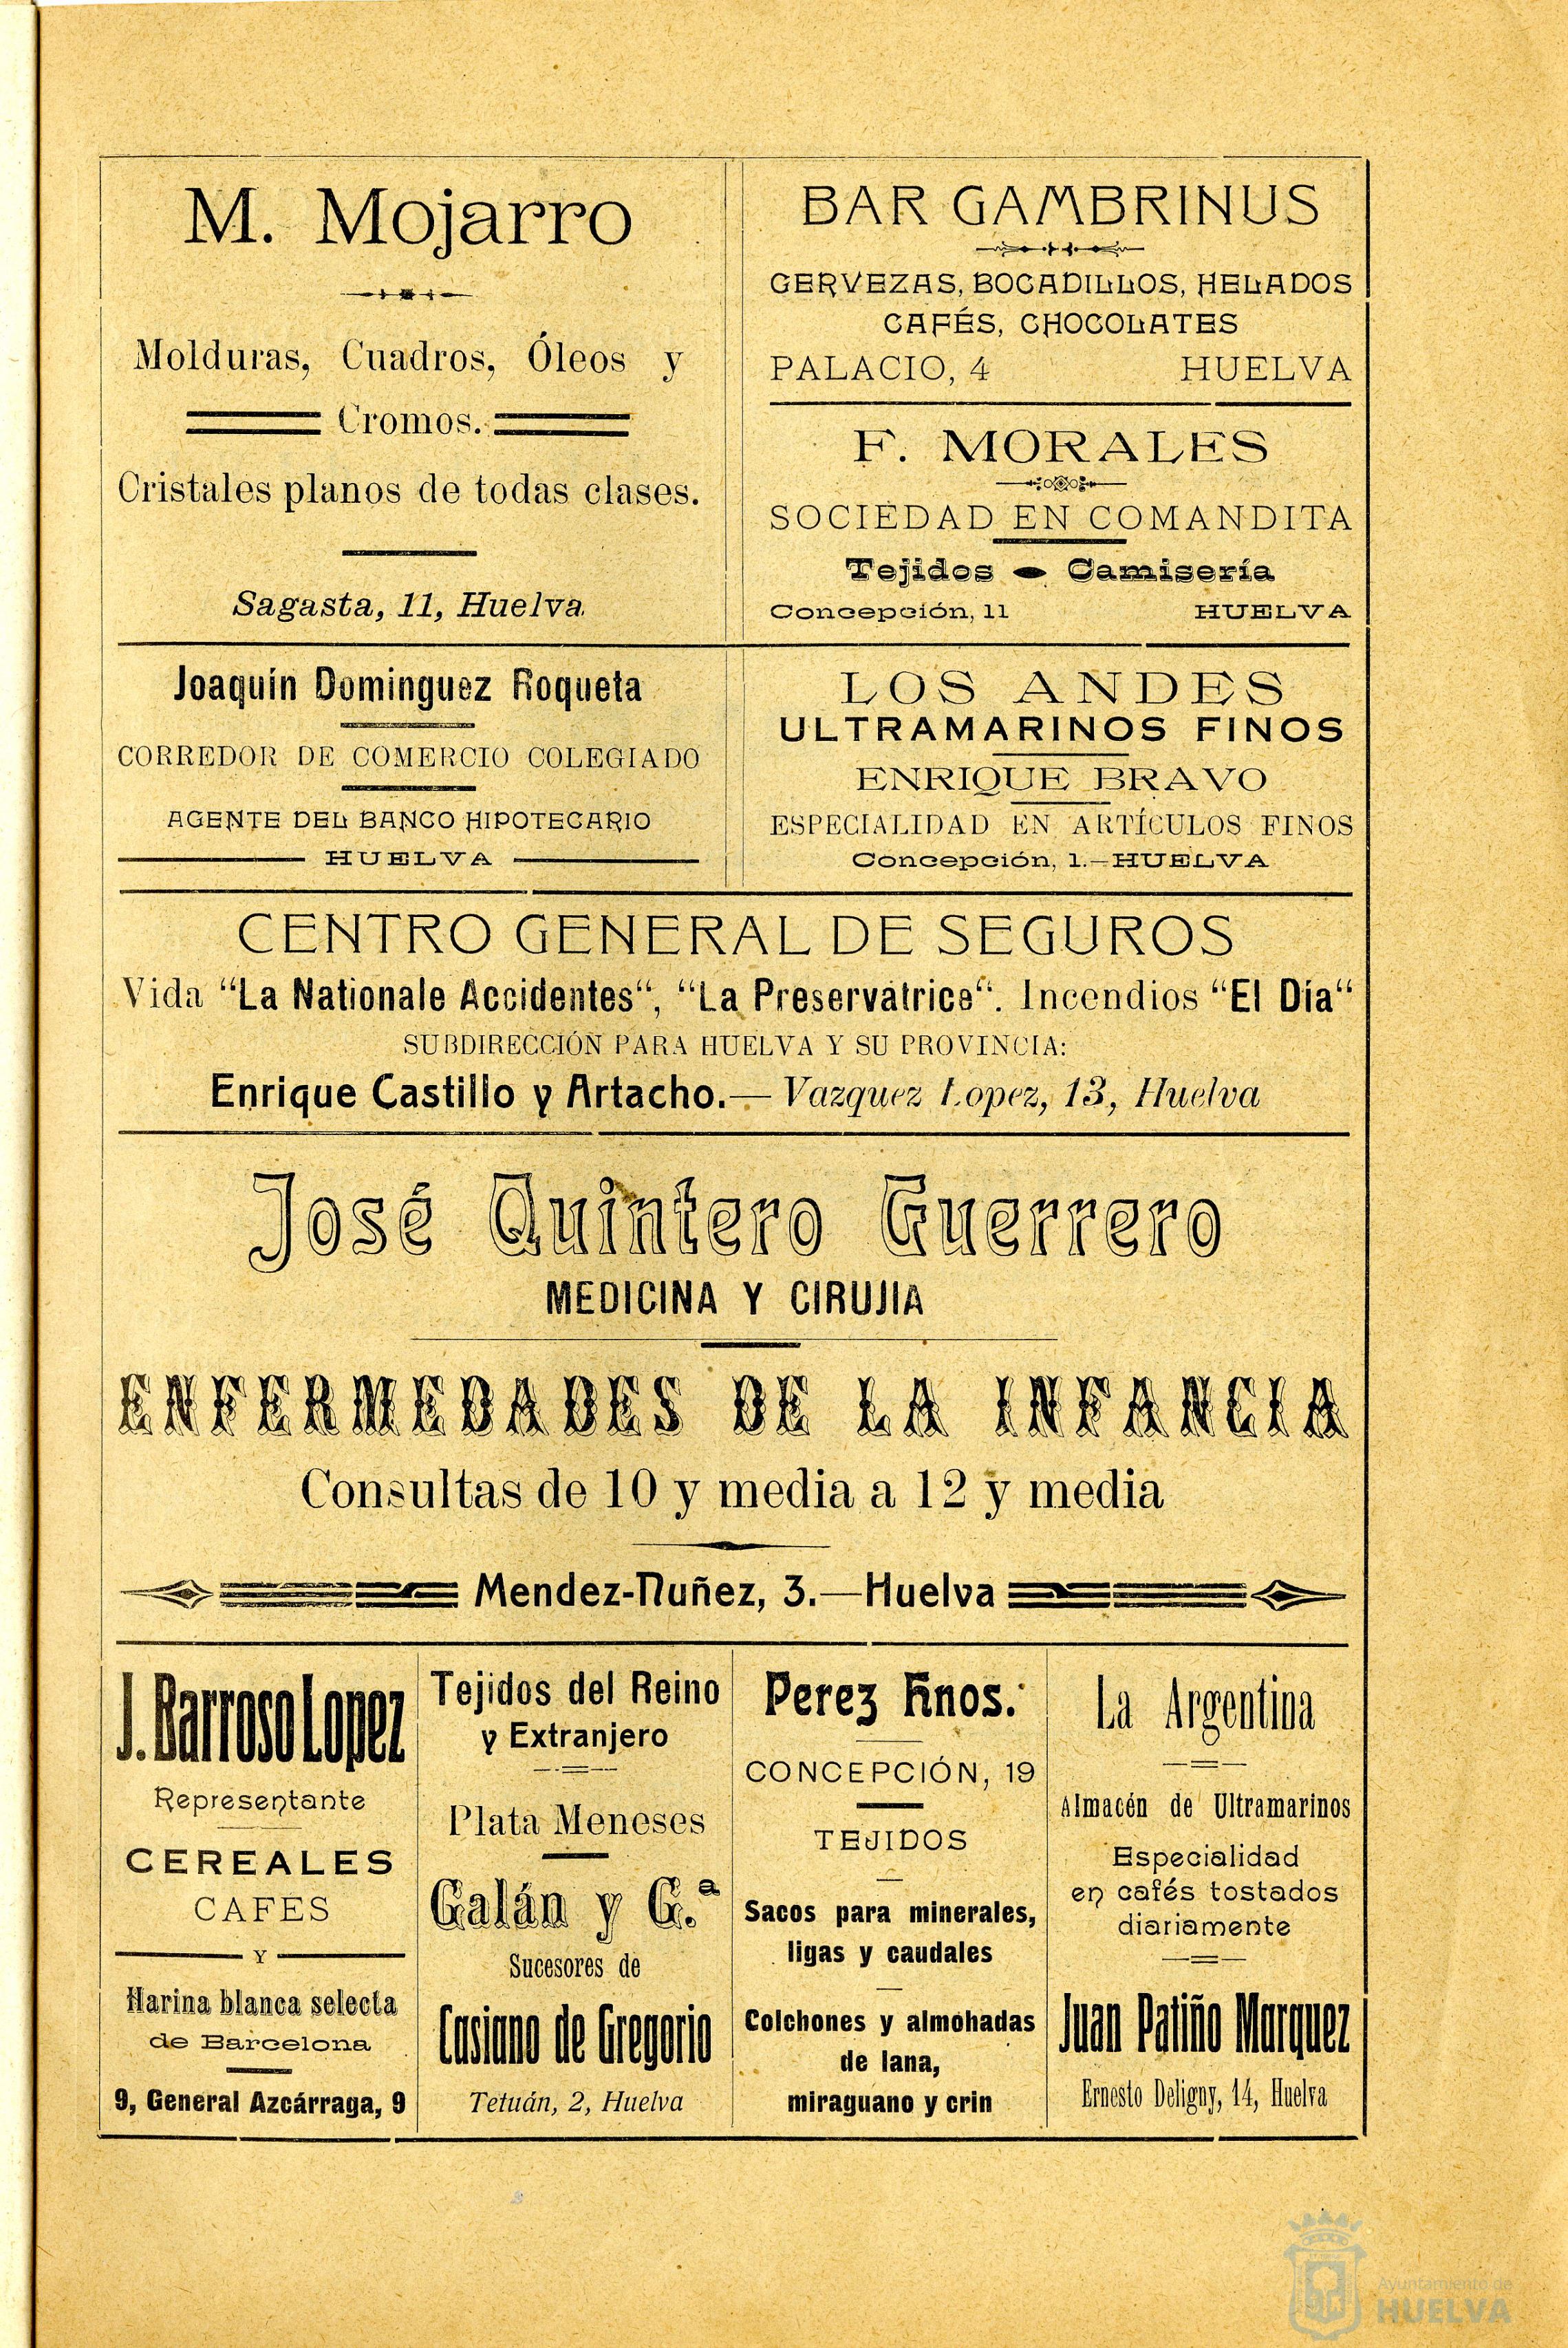 M. Mojarro
Molduras, Cuadros, Óleos y
Cromos.
Cristales planos de todas clases.
Sagasta, 11, Huelva.
BAR GAMBRINUS
CERVEZAS, BOCADILLOS, HELADOS
CAFÉS, CHOCOLATES
PALACIO, 4 HUELVA
F. MORALES
SOCIEDAD EN COMANDITA
Tejidos - Camisería
Concepción, 11 HUELVA
Joaquín Dominguez Roqueta
CORREDOR DE COMERCIO COLEGIADO
AGENTE DEL BANCO HIPOTECARIO
HUELVA
LOS ANDES
ULTRAMARINOS FINOS
ENRIQUE BRAVO
ESPECIALIDAD EN ARTÍCULOS FINOS
Concepción, 1.—HUELVA
CENTRO GENERAL DE SEGUROS
Vida “La Nationale Accidentes“, “La Preservatrice“. Incendios “El Día“
SUBDIRECCIÓN PARA HUELVA Y SU PROVINCIA:
Enrique Castillo y Artacho.— Vazquez Lopez, 13, Huelva
José Quintero Guerrero
MEDICINA Y CIRUJIA
ENFERMEDADES DE LA INFANCIA
Consultas de 10 y media a 12 y media
Mendez-Nuñez, 3.—Huelva
J. Barroso Lopez
Representante
CEREALES
CAFES
Y
Harina blanca selecta
de Barcelona
9, General Azcárraga, 9
Tejidos del Reino
y Extranjero
Plata Meneses
Galán y C.ª
Sucesores de
Casiano de Gregorio
Tetuán, 2, Huelva
Perez Hnos.
CONCEPCIÓN, 19
TEJIDOS
Sacos para minerales,
ligas y caudales
Colchones y almohadas
de lana,
miraguano y crin
La Argentina
Almacén de Ultramarinos
Especialidad
en cafés tostados
diariamente
Juan Patiño Marquez
Ernesto Deligny, 14, Huelva
Ayuntamiento de
HUELVA